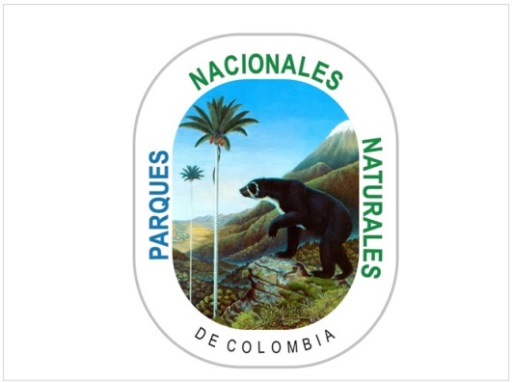 PARQUES
NACIONALES
NATURALES
DE COLOMBIA